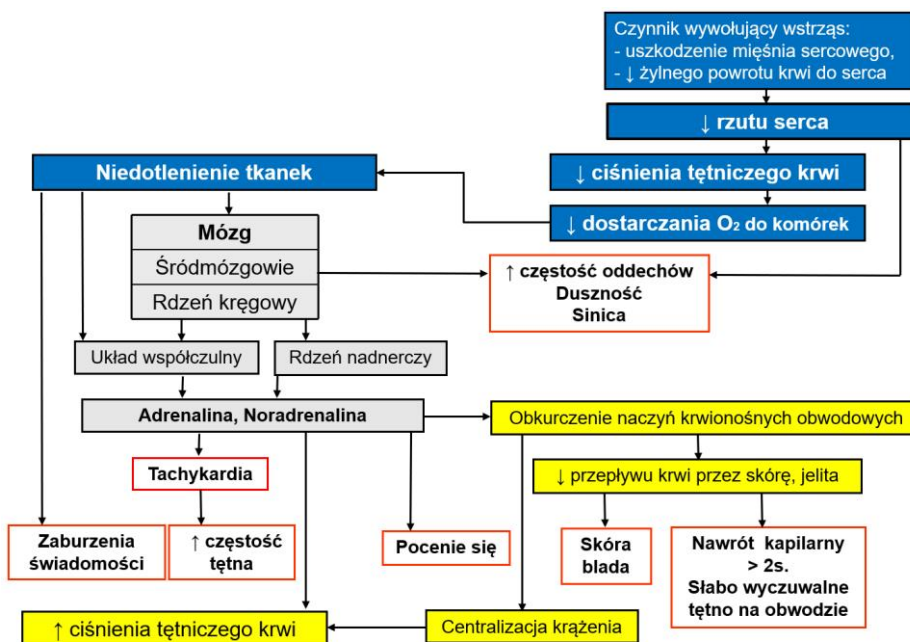 Czynnik wywołujący wstrząs:
- uszkodzenie mięśnia sercowego,
- ↓ żylnego powrotu krwi do serca
↓ rzutu serca
Niedotlenienie tkanek
↓ ciśnienia tętniczego krwi
↓ dostarczania O₂ do komórek
Mózg
Śródmózgowie
Rdzeń kręgowy
↑ częstość oddechów
Duszność
Sinica
Układ współczulny
Rdzeń nadnerczy
Adrenalina, Noradrenalina
Obkurczenie naczyń krwionośnych obwodowych
Tachykardia
↓ przepływu krwi przez skórę, jelita
Zaburzenia
świadomości
↑ częstość
tętna
Pocenie się
Skóra
blada
Nawrót kapilarny
> 2s.
Słabo wyczuwalne
tętno na obwodzie
↑ ciśnienia tętniczego krwi
Centralizacja krążenia